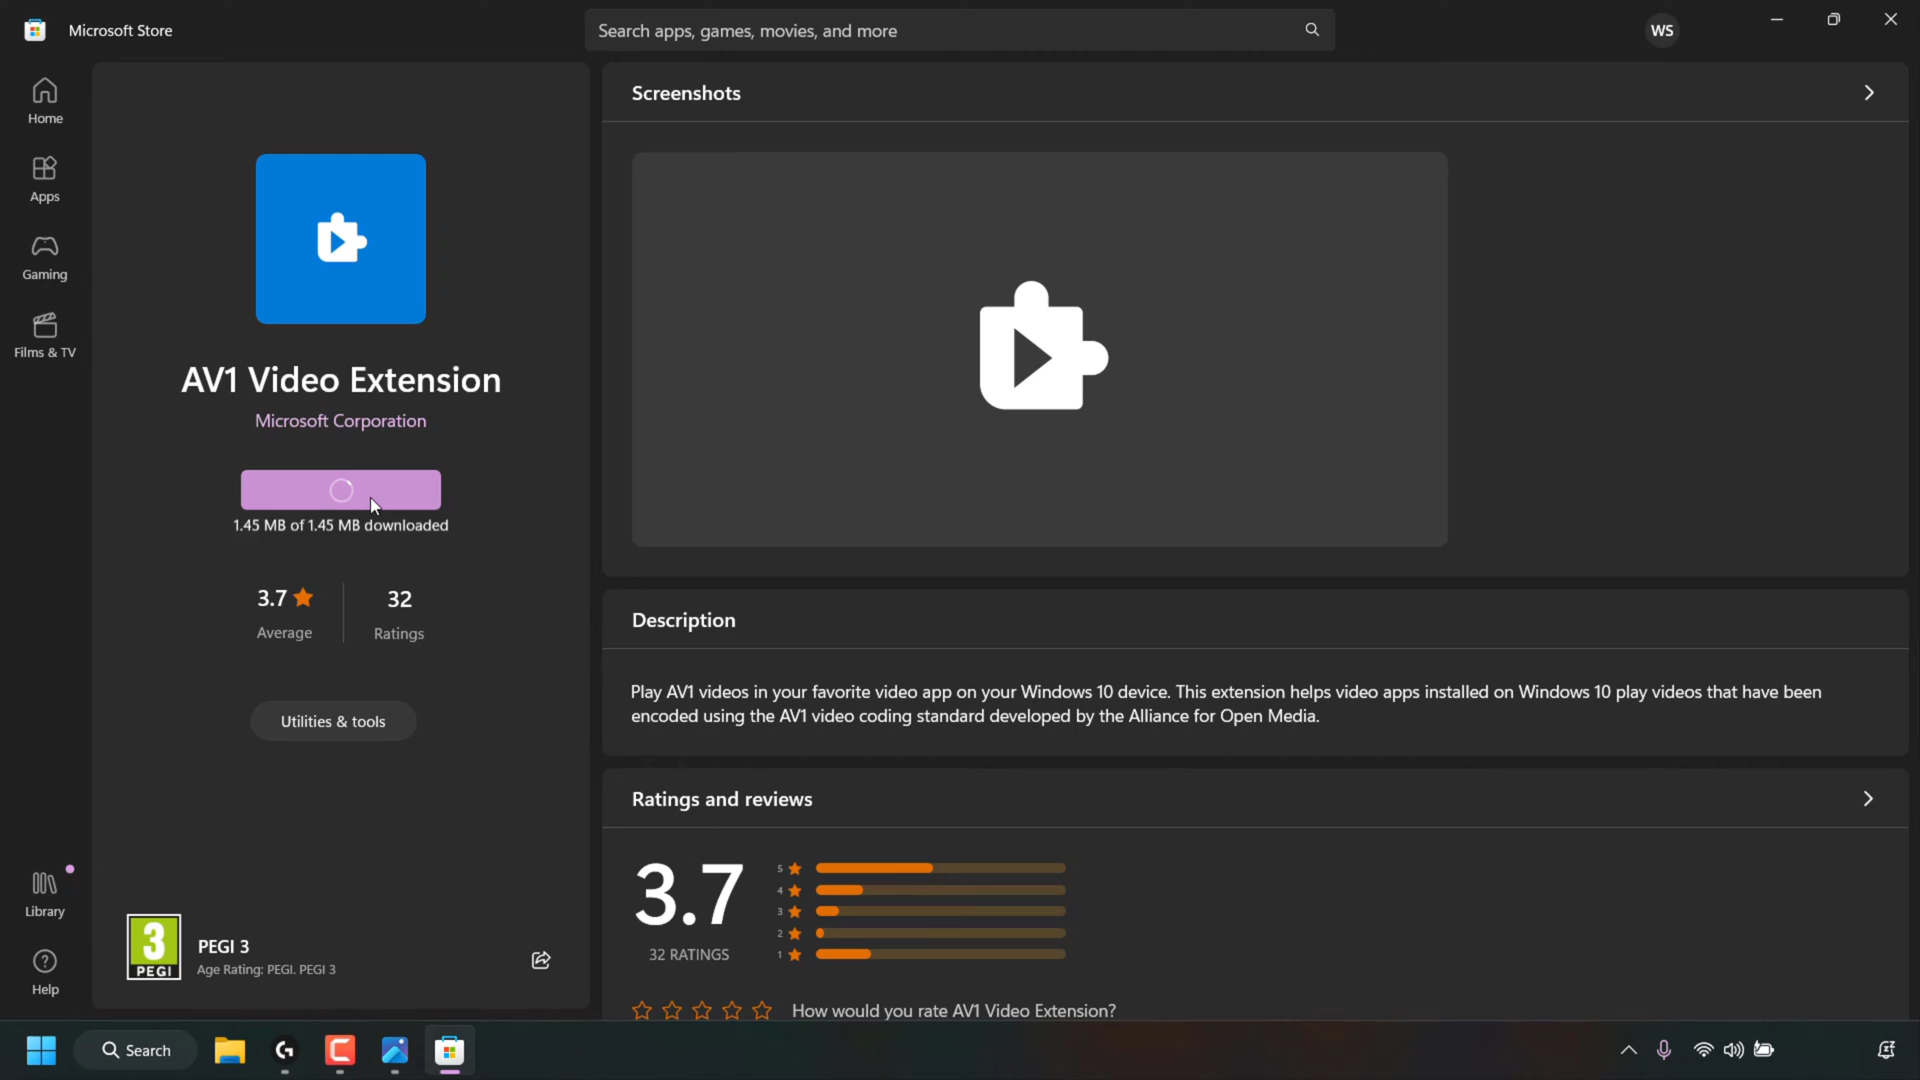 Microsoft Store
Search apps, games, movies, and more
WS
Home
Apps
Gaming
Films & TV
Library
Help
AV1 Video Extension
Microsoft Corporation
1.45 MB of 1.45 MB downloaded
3.7
Average
32
Ratings
Utilities & tools
3
PEGI
PEGI 3
Age Rating: PEGI. PEGI 3
Screenshots
Description
Play AV1 videos in your favorite video app on your Windows 10 device. This extension helps video apps installed on Windows 10 play videos that have been
encoded using the AV1 video coding standard developed by the Alliance for Open Media.
Ratings and reviews
3.7
32 RATINGS
5
4
3
2
1
How would you rate AV1 Video Extension?
Search